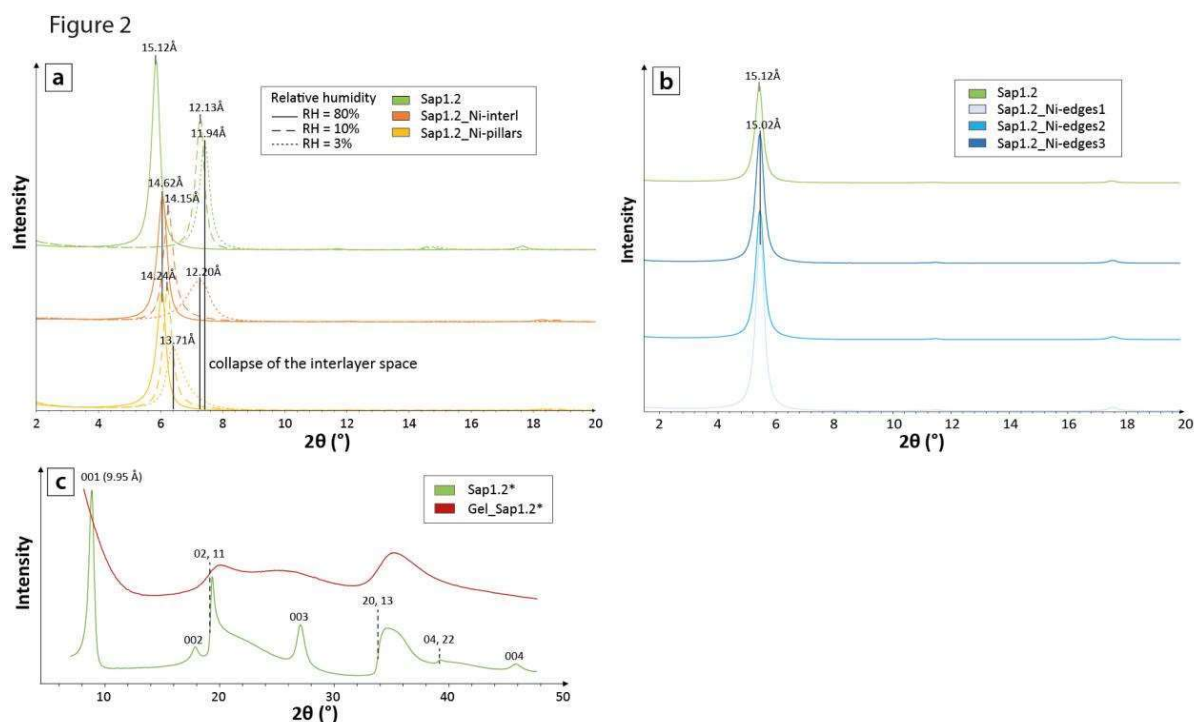 Figure 2
a
15.12Å
12.13Å
11.94Å
14.62Å
14.15Å
14.24Å
12.20Å
13.71Å
collapse of the interlayer space
Relative humidity
RH = 80%
RH = 10%
RH = 3%
Sap1.2
Sap1.2_Ni-interl
Sap1.2_Ni-pillars
Intensity
2 4 6 8 10 12 14 16 18 20
2θ (°)
b
15.12Å
15.02Å
Sap1.2
Sap1.2_Ni-edges1
Sap1.2_Ni-edges2
Sap1.2_Ni-edges3
Intensity
2 4 6 8 10 12 14 16 18 20
2θ (°)
c
001 (9.95 Å)
02, 11
002
003
20, 13
04, 22
004
Sap1.2*
Gel_Sap1.2*
Intensity
10 20 30 40 50
2θ (°)